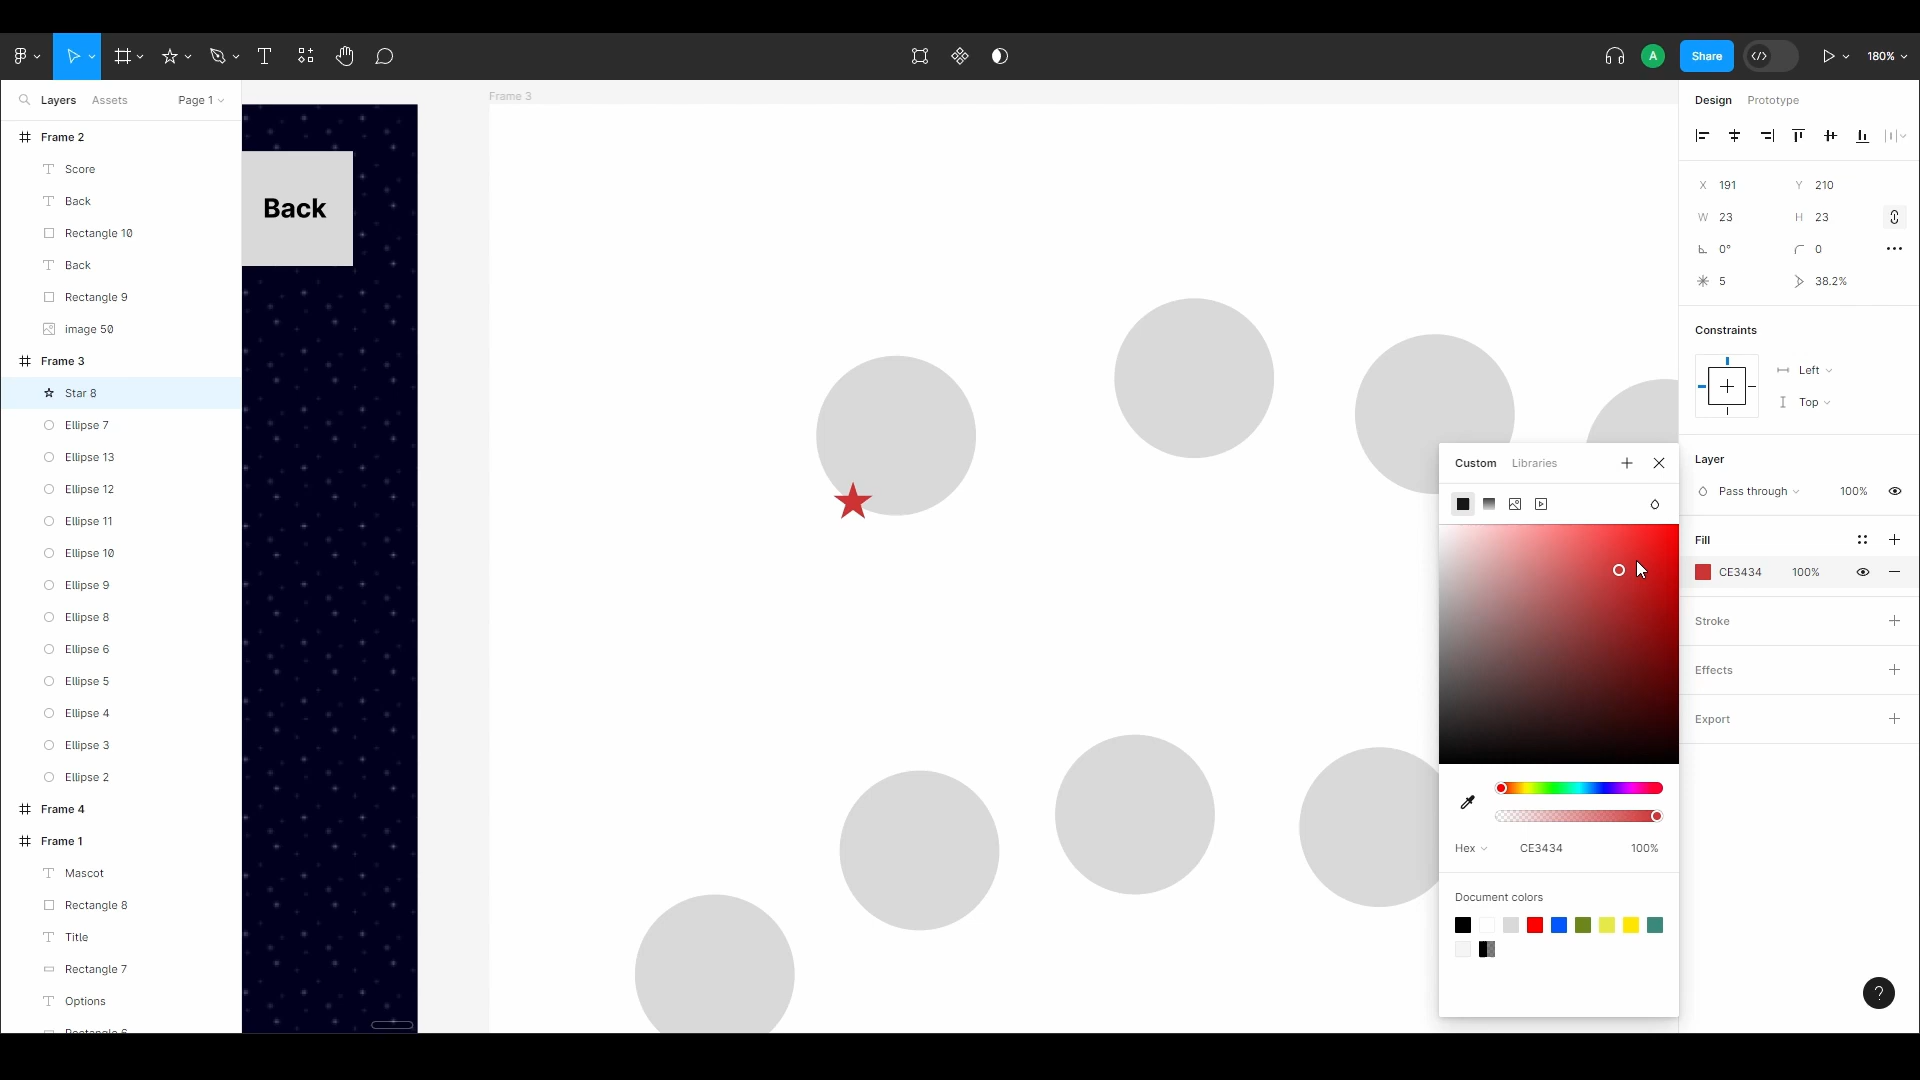 A
Share
180%
Layers
Assets
Page 1
Frame 2
Score
Back
Rectangle 10
Back
Rectangle 9
image 50
Frame 3
Star 8
Ellipse 7
Ellipse 13
Ellipse 12
Ellipse 11
Ellipse 10
Ellipse 9
Ellipse 8
Ellipse 6
Ellipse 5
Ellipse 4
Ellipse 3
Ellipse 2
Frame 4
Frame 1
Mascot
Rectangle 8
Title
Rectangle 7
Options
Rectangle 6
Back
Frame 3
Custom
Libraries
Hex
CE3434
100%
Document colors
Design
Prototype
X 191
Y 210
W 23
H 23
0°
0
5
38.2%
Constraints
Left
Top
Layer
Pass through
100%
Fill
CE3434
100%
Stroke
Effects
Export
?